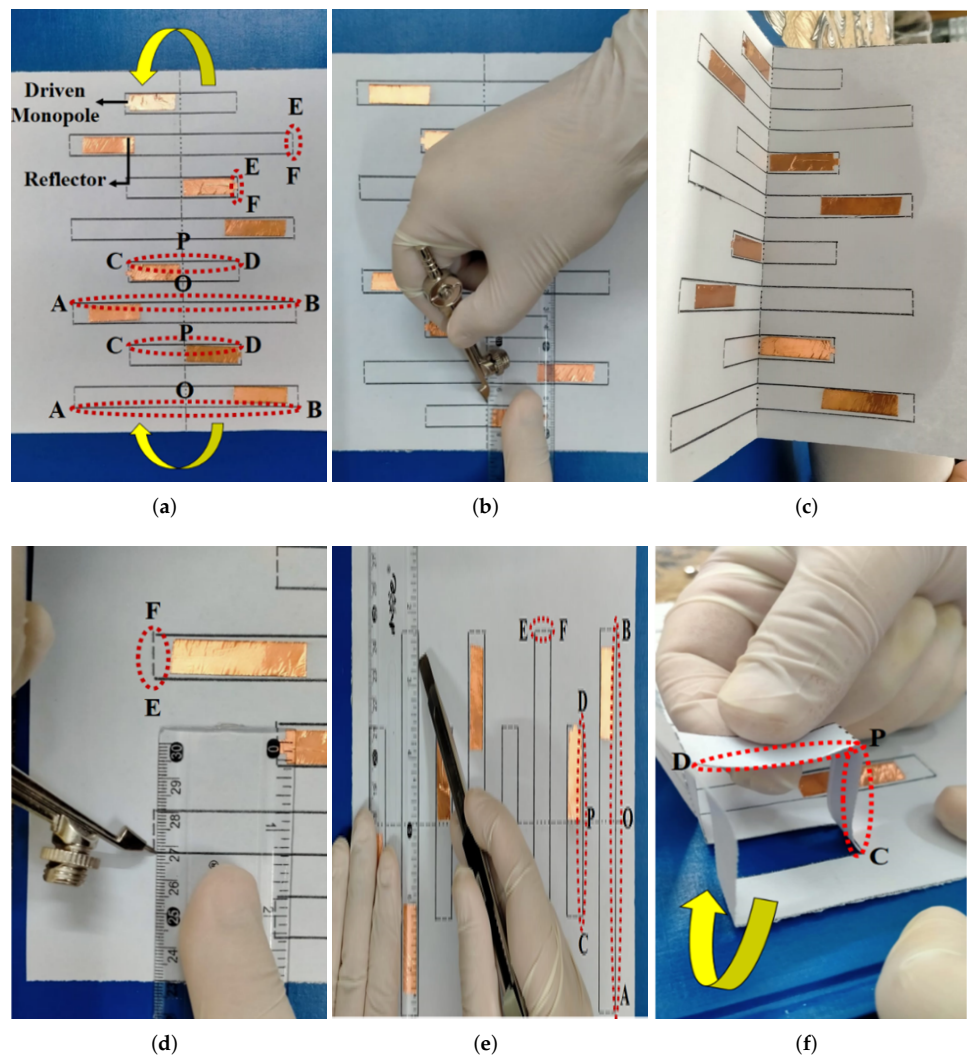 Driven
Monopole
E
F
E
Reflector
F
P
C
D
O
A
B
P
C
D
O
A
B
(a)
(b)
(c)
F
E
30
0
29
28
1
27
26
25
2
24
(d)
E
F
B
D
P
O
C
A
(e)
D
P
C
(f)